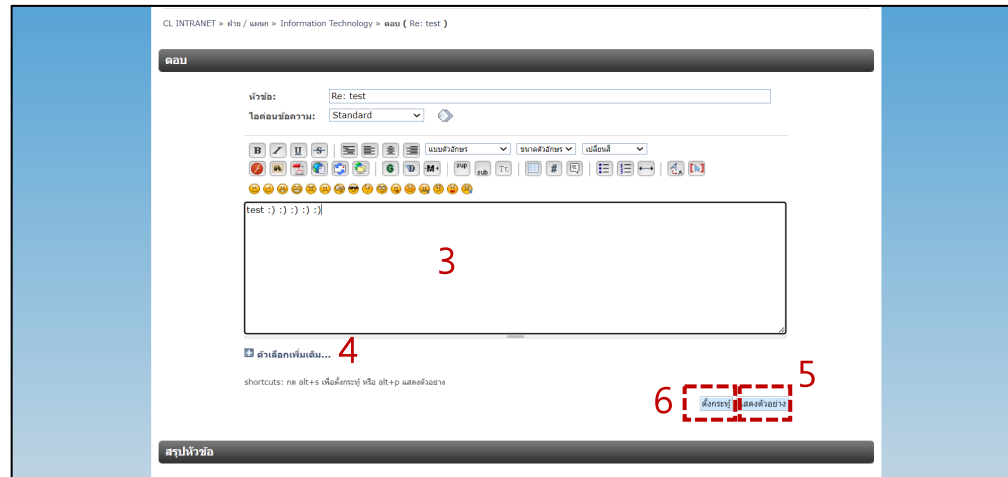 CL INTRANET » ฝ่าย / แผนก » Information Technology » ตอบ ( Re: test )
ตอบ
หัวข้อ: Re: test
ไอค่อนข้อความ: Standard
B I U S แบบตัวอักษร ขนาดตัวอักษร เปลี่ยนสี
G M sup sub Tt #
test :) :) :) :) :)
3
ตัวเลือกเพิ่มเติม... 4
shortcuts: กด alt+s เพื่อตั้งกระทู้ หรือ alt+p แสดงตัวอย่าง
5
6 ตั้งกระทู้ แสดงตัวอย่าง
สรุปหัวข้อ